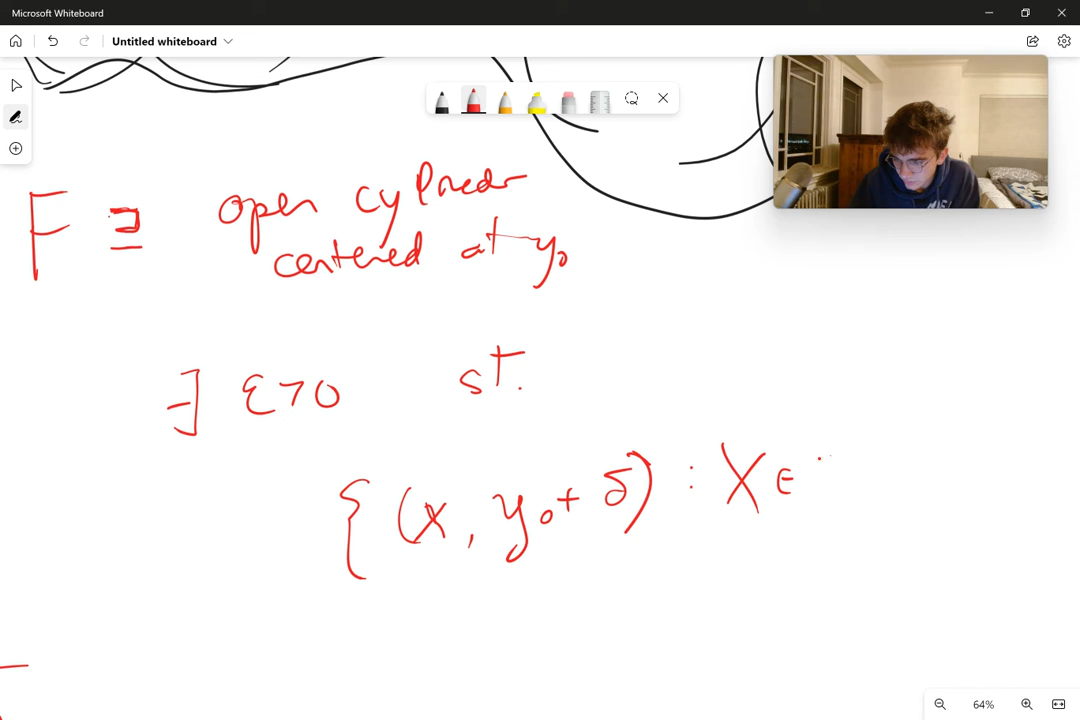 Microsoft Whiteboard
Untitled whiteboard
F ⊇ open cylinder
centered at y₀
∃ ε>0 st.
{ (x, y₀ + δ) : X ∈
64%